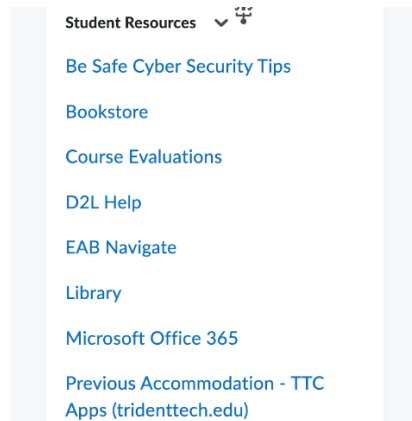 Student Resources
Be Safe Cyber Security Tips
Bookstore
Course Evaluations
D2L Help
EAB Navigate
Library
Microsoft Office 365
Previous Accommodation - TTC
Apps (tridenttech.edu)